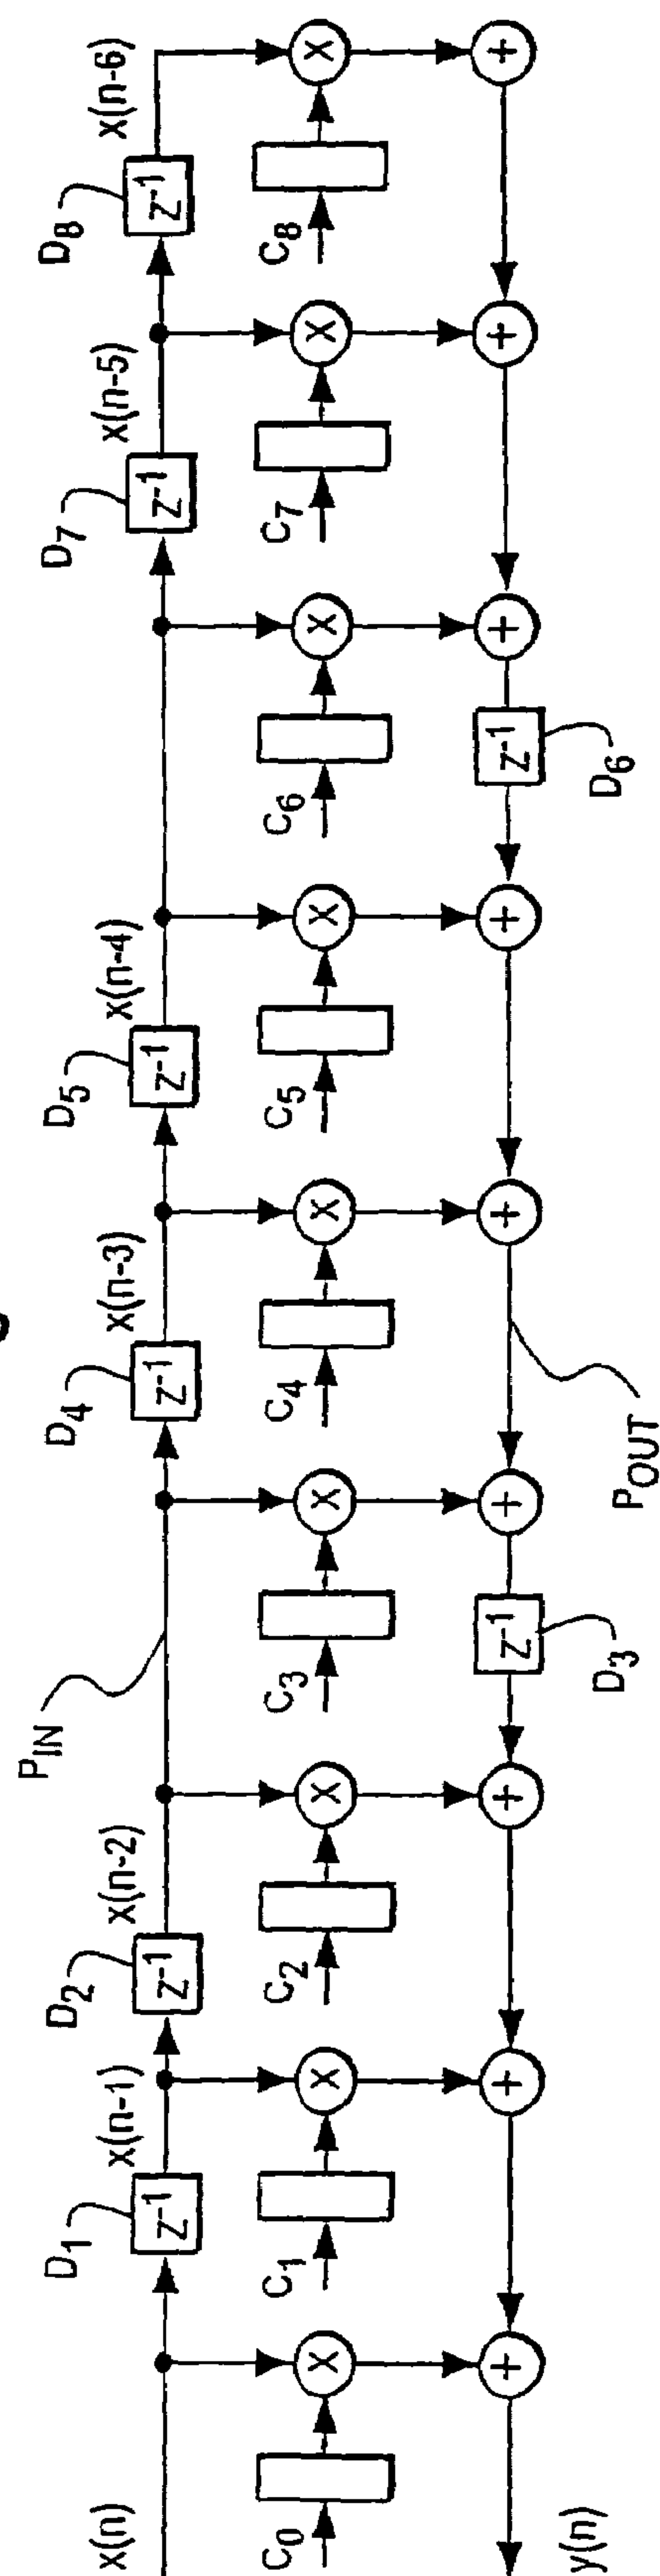 x(n) x(n-1) x(n-2) x(n-3) x(n-4) x(n-5) x(n-6)
D1 D2 PIN D4 D5 D7 D8
z-1 z-1 z-1 z-1 z-1 z-1
C0 C1 C2 C3 C4 C5 C6 C7 C8
X X X X X X X X X
+ + + + + + + + +
z-1 z-1
y(n) D3 POUT D6